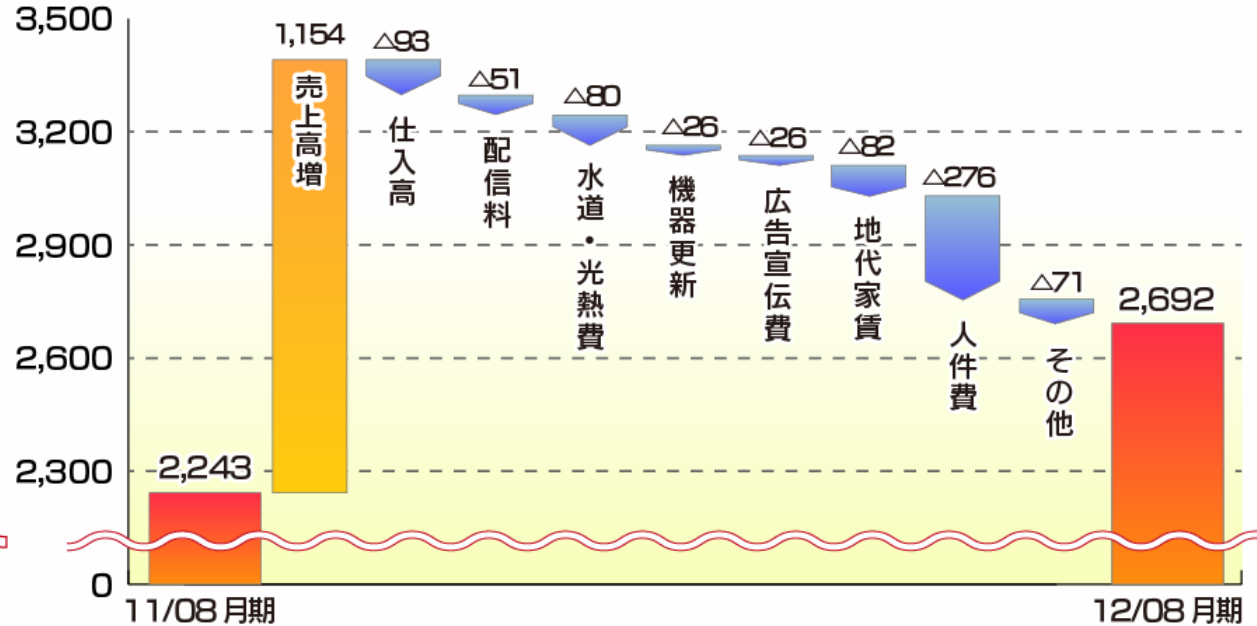 3,500
3,200
2,900
2,600
2,300
0
2,243
1,154
売上高増
△93
仕入高
△51
配信料
△80
水道・光熱費
△26
機器更新
△26
広告宣伝費
△82
地代家賃
△276
人件費
△71
その他
2,692
11/08 月期
12/08 月期